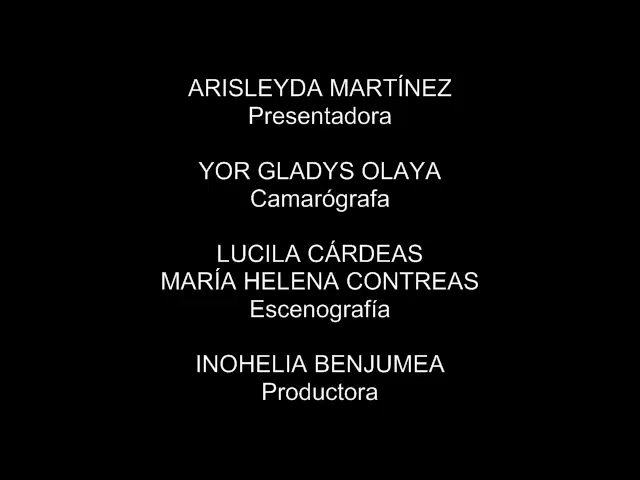 ARISLEYDA MARTÍNEZ
Presentadora
YOR GLADYS OLAYA
Camarógrafa
LUCILA CÁRDEAS
MARÍA HELENA CONTREAS
Escenografía
INOHELIA BENJUMEA
Productora